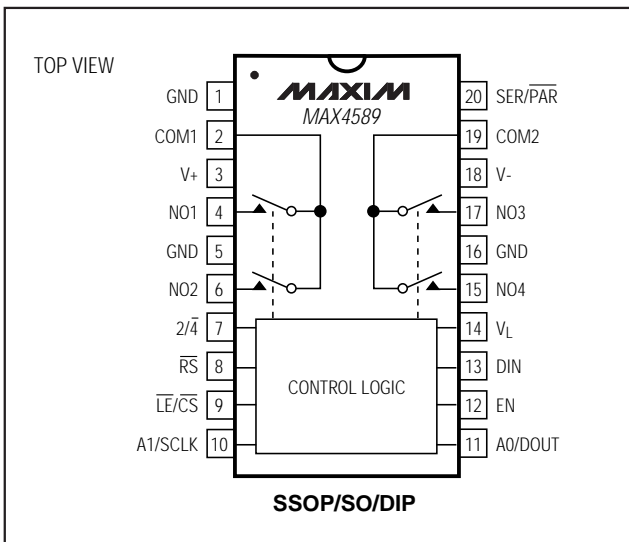 TOP VIEW
MAXIM
MAX4589
GND 1
COM1 2
V+ 3
NO1 4
GND 5
NO2 6
2/4̅ 7
R̅S̅ 8
L̅E̅/C̅S̅ 9
A1/SCLK 10
20 SER/P̅A̅R̅
19 COM2
18 V-
17 NO3
16 GND
15 NO4
14 VL
13 DIN
12 EN
11 A0/DOUT
CONTROL LOGIC
SSOP/SO/DIP